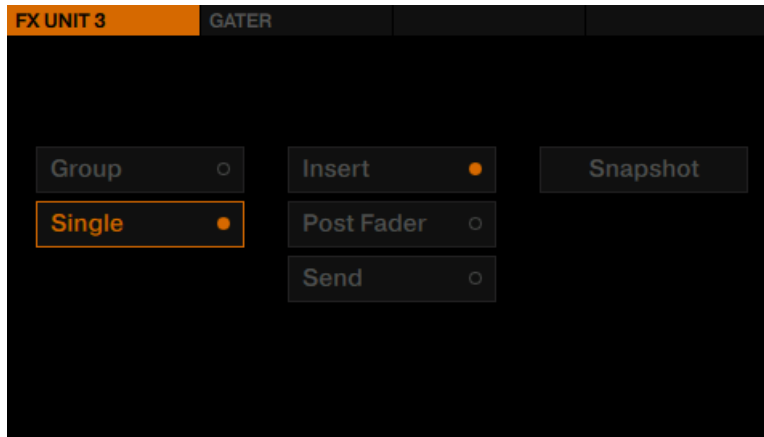 FX UNIT 3 GATER
Group Insert Snapshot
Single Post Fader
Send